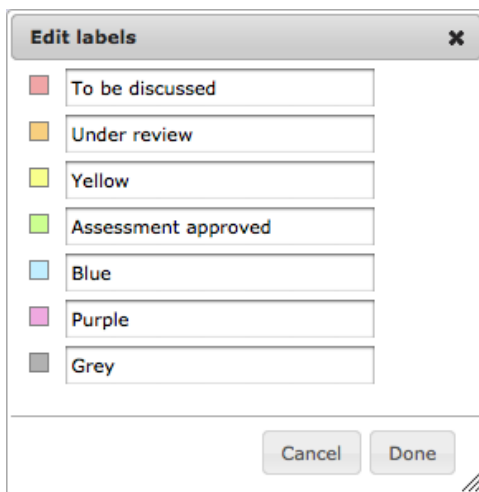 Edit labels
To be discussed
Under review
Yellow
Assessment approved
Blue
Purple
Grey
Cancel Done